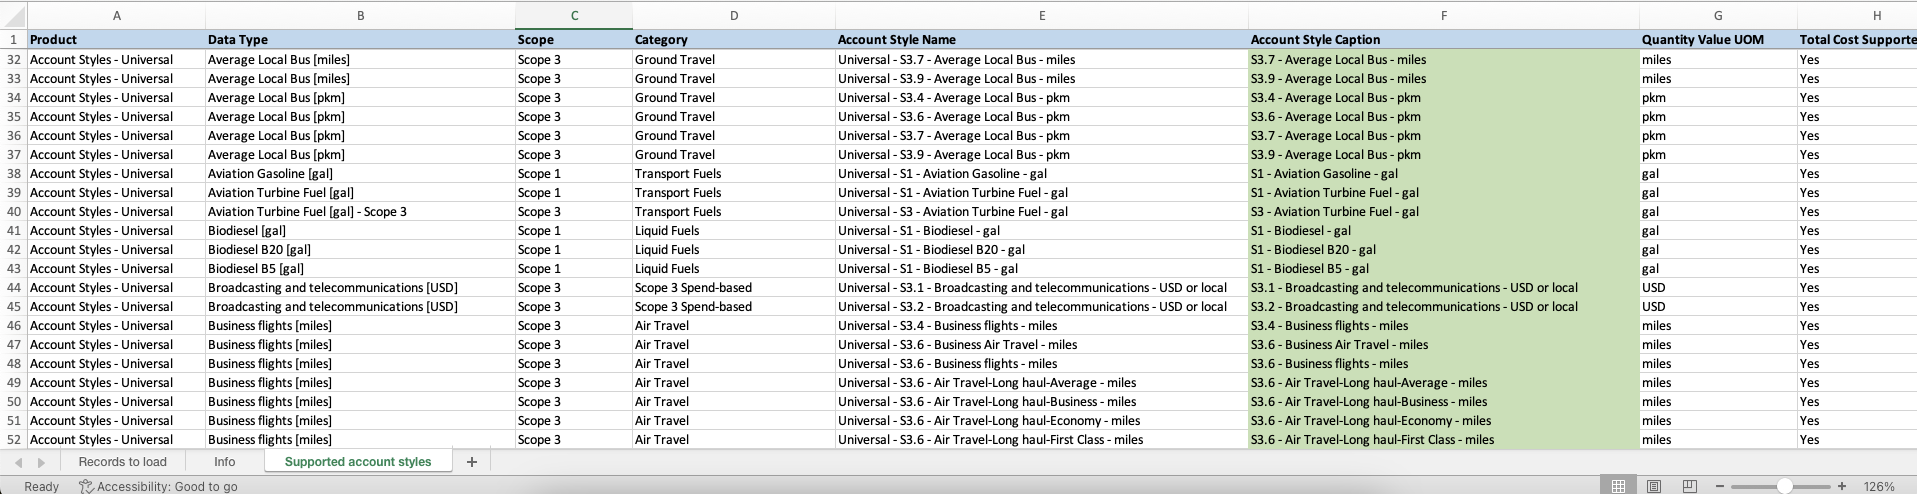 A B C D E F G H
1 Product Data Type Scope Category Account Style Name Account Style Caption Quantity Value UOM Total Cost Supporte
32 Account Styles - Universal Average Local Bus [miles] Scope 3 Ground Travel Universal - S3.7 - Average Local Bus - miles S3.7 - Average Local Bus - miles miles Yes
33 Account Styles - Universal Average Local Bus [miles] Scope 3 Ground Travel Universal - S3.9 - Average Local Bus - miles S3.9 - Average Local Bus - miles miles Yes
34 Account Styles - Universal Average Local Bus [pkm] Scope 3 Ground Travel Universal - S3.4 - Average Local Bus - pkm S3.4 - Average Local Bus - pkm pkm Yes
35 Account Styles - Universal Average Local Bus [pkm] Scope 3 Ground Travel Universal - S3.6 - Average Local Bus - pkm S3.6 - Average Local Bus - pkm pkm Yes
36 Account Styles - Universal Average Local Bus [pkm] Scope 3 Ground Travel Universal - S3.7 - Average Local Bus - pkm S3.7 - Average Local Bus - pkm pkm Yes
37 Account Styles - Universal Average Local Bus [pkm] Scope 3 Ground Travel Universal - S3.9 - Average Local Bus - pkm S3.9 - Average Local Bus - pkm pkm Yes
38 Account Styles - Universal Aviation Gasoline [gal] Scope 1 Transport Fuels Universal - S1 - Aviation Gasoline - gal S1 - Aviation Gasoline - gal gal Yes
39 Account Styles - Universal Aviation Turbine Fuel [gal] Scope 1 Transport Fuels Universal - S1 - Aviation Turbine Fuel - gal S1 - Aviation Turbine Fuel - gal gal Yes
40 Account Styles - Universal Aviation Turbine Fuel [gal] - Scope 3 Scope 3 Transport Fuels Universal - S3 - Aviation Turbine Fuel - gal S3 - Aviation Turbine Fuel - gal gal Yes
41 Account Styles - Universal Biodiesel [gal] Scope 1 Liquid Fuels Universal - S1 - Biodiesel - gal S1 - Biodiesel - gal gal Yes
42 Account Styles - Universal Biodiesel B20 [gal] Scope 1 Liquid Fuels Universal - S1 - Biodiesel B20 - gal S1 - Biodiesel B20 - gal gal Yes
43 Account Styles - Universal Biodiesel B5 [gal] Scope 1 Liquid Fuels Universal - S1 - Biodiesel B5 - gal S1 - Biodiesel B5 - gal gal Yes
44 Account Styles - Universal Broadcasting and telecommunications [USD] Scope 3 Scope 3 Spend-based Universal - S3.1 - Broadcasting and telecommunications - USD or local S3.1 - Broadcasting and telecommunications - USD or local USD Yes
45 Account Styles - Universal Broadcasting and telecommunications [USD] Scope 3 Scope 3 Spend-based Universal - S3.2 - Broadcasting and telecommunications - USD or local S3.2 - Broadcasting and telecommunications - USD or local USD Yes
46 Account Styles - Universal Business flights [miles] Scope 3 Air Travel Universal - S3.4 - Business flights - miles S3.4 - Business flights - miles miles Yes
47 Account Styles - Universal Business flights [miles] Scope 3 Air Travel Universal - S3.6 - Business Air Travel - miles S3.6 - Business Air Travel - miles miles Yes
48 Account Styles - Universal Business flights [miles] Scope 3 Air Travel Universal - S3.6 - Business flights - miles S3.6 - Business flights - miles miles Yes
49 Account Styles - Universal Business flights [miles] Scope 3 Air Travel Universal - S3.6 - Air Travel-Long haul-Average - miles S3.6 - Air Travel-Long haul-Average - miles miles Yes
50 Account Styles - Universal Business flights [miles] Scope 3 Air Travel Universal - S3.6 - Air Travel-Long haul-Business - miles S3.6 - Air Travel-Long haul-Business - miles miles Yes
51 Account Styles - Universal Business flights [miles] Scope 3 Air Travel Universal - S3.6 - Air Travel-Long haul-Economy - miles S3.6 - Air Travel-Long haul-Economy - miles miles Yes
52 Account Styles - Universal Business flights [miles] Scope 3 Air Travel Universal - S3.6 - Air Travel-Long haul-First Class - miles S3.6 - Air Travel-Long haul-First Class - miles miles Yes
Records to load Info Supported account styles +
Ready Accessibility: Good to go − + 126%